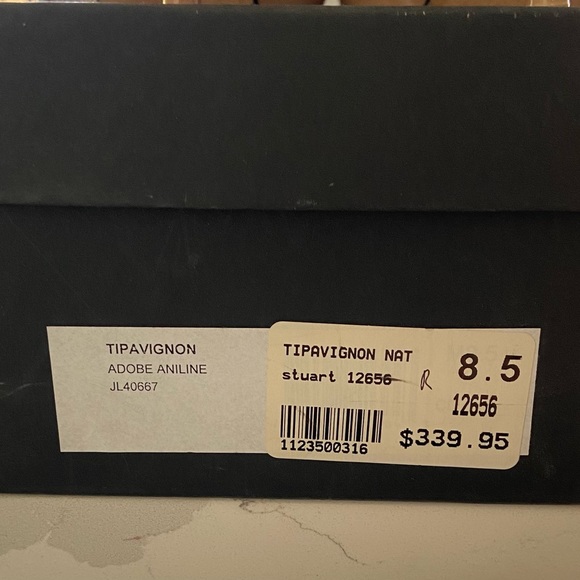 TIPAVIGNON
ADOBE ANILINE
JL40667
TIPAVIGNON NAT
8.5
stuart 12656 R
12656
1123500316
$339.95